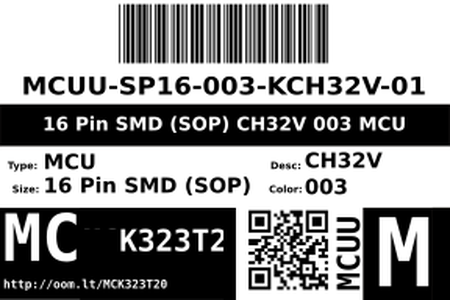 MCUU-SP16-003-KCH32V-01
16 Pin SMD (SOP) CH32V 003 MCU
Type: MCU
Desc: CH32V
Size: 16 Pin SMD (SOP)
Color: 003
MC
K323T2
MCUU
M
http://oom.lt/MCK323T20